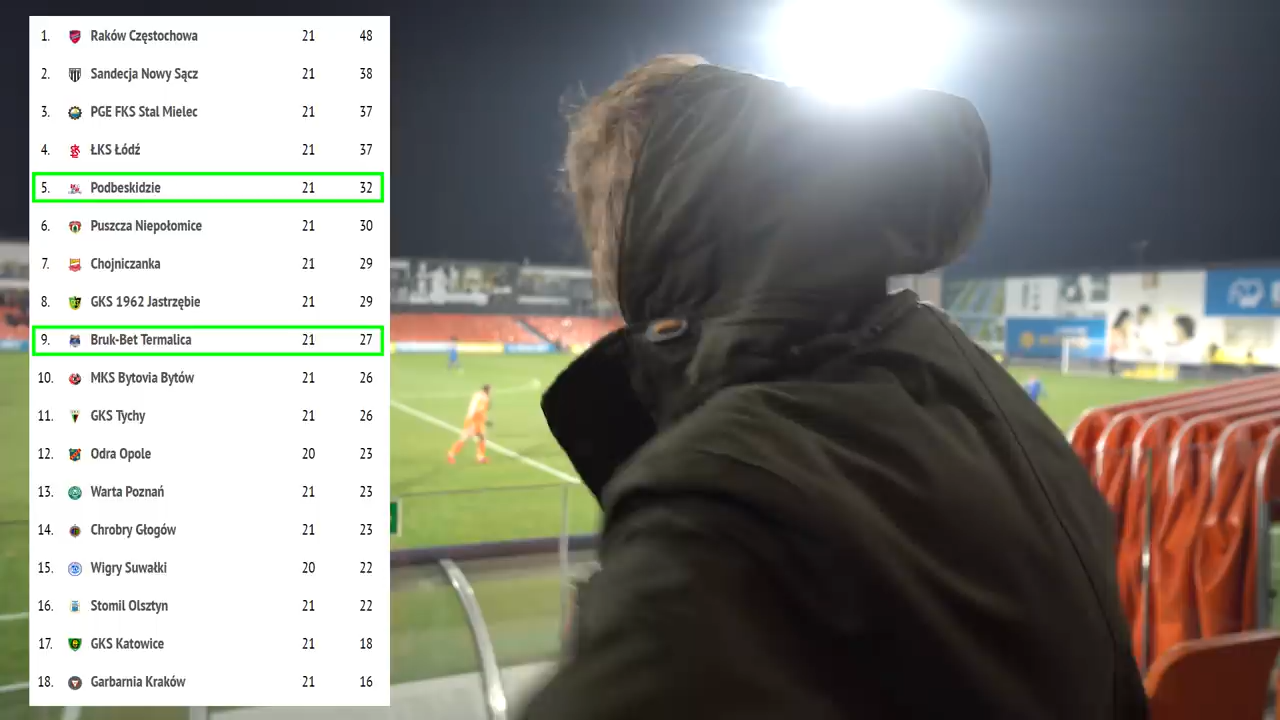 1. Raków Częstochowa 21 48
2. Sandecja Nowy Sącz 21 38
3. PGE FKS Stal Mielec 21 37
4. ŁKS Łódź 21 37
5. Podbeskidzie 21 32
6. Puszcza Niepołomice 21 30
7. Chojniczanka 21 29
8. GKS 1962 Jastrzębie 21 29
9. Bruk-Bet Termalica 21 27
10. MKS Bytovia Bytów 21 26
11. GKS Tychy 21 26
12. Odra Opole 20 23
13. Warta Poznań 21 23
14. Chrobry Głogów 21 23
15. Wigry Suwałki 20 22
16. Stomil Olsztyn 21 22
17. GKS Katowice 21 18
18. Garbarnia Kraków 21 16